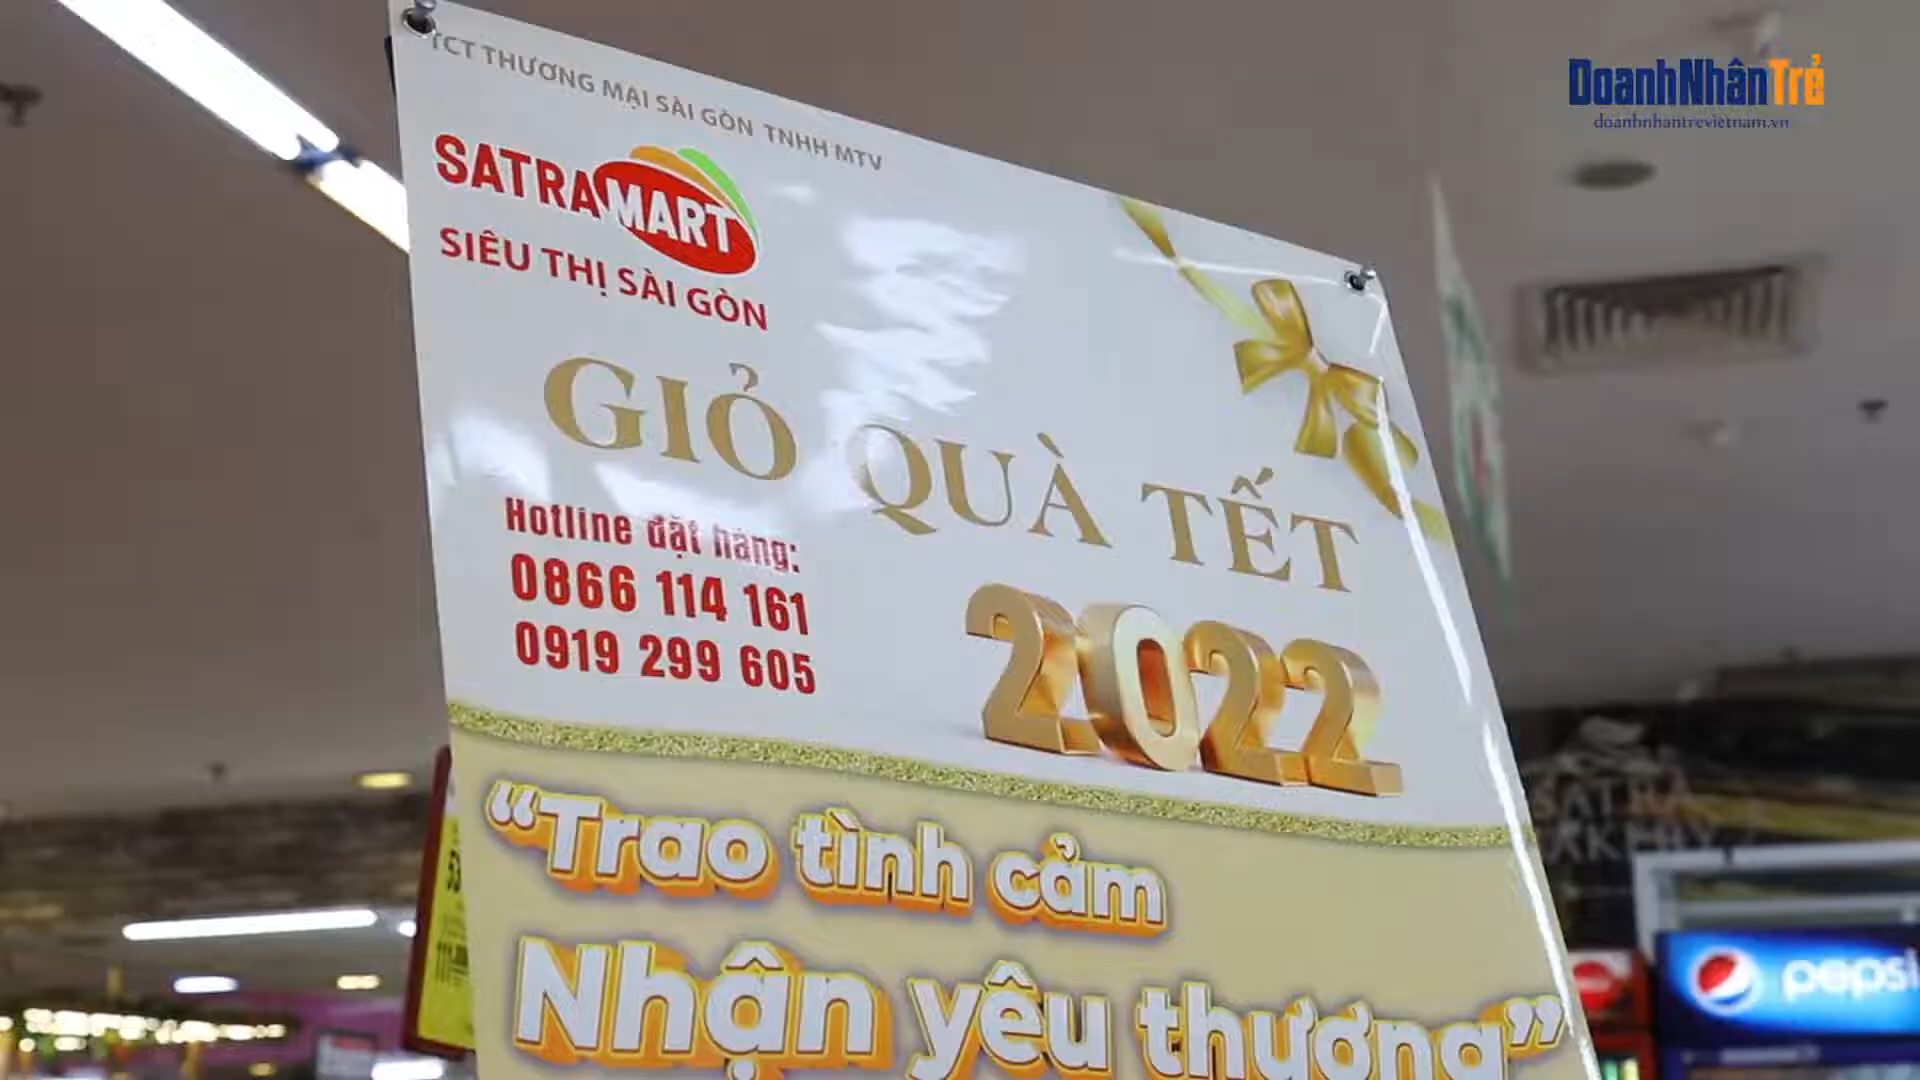 TCT THƯƠNG MẠI SÀI GÒN TNHH MTV
SATRAMART
SIÊU THỊ SÀI GÒN
GIỎ QUÀ TẾT
2022
Hotline đặt hàng:
0866 114 161
0919 299 605
“Trao tình cảm
Nhận yêu thương”
DoanhNhânTrẻ
doanhnhantrevietnam.vn
SATRA
pepsi